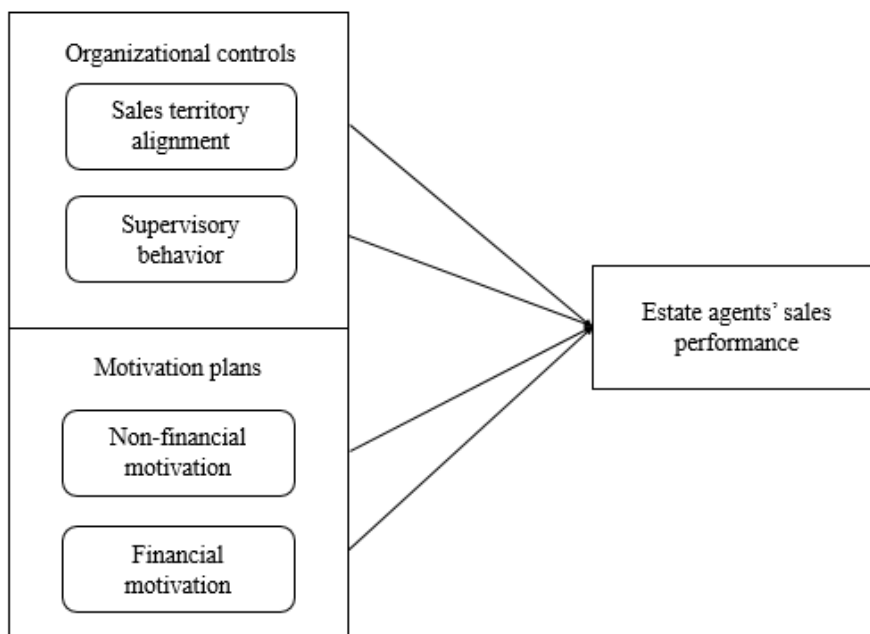 Organizational controls
Sales territory
alignment
Supervisory
behavior
Motivation plans
Non-financial
motivation
Financial
motivation
Estate agents’ sales
performance